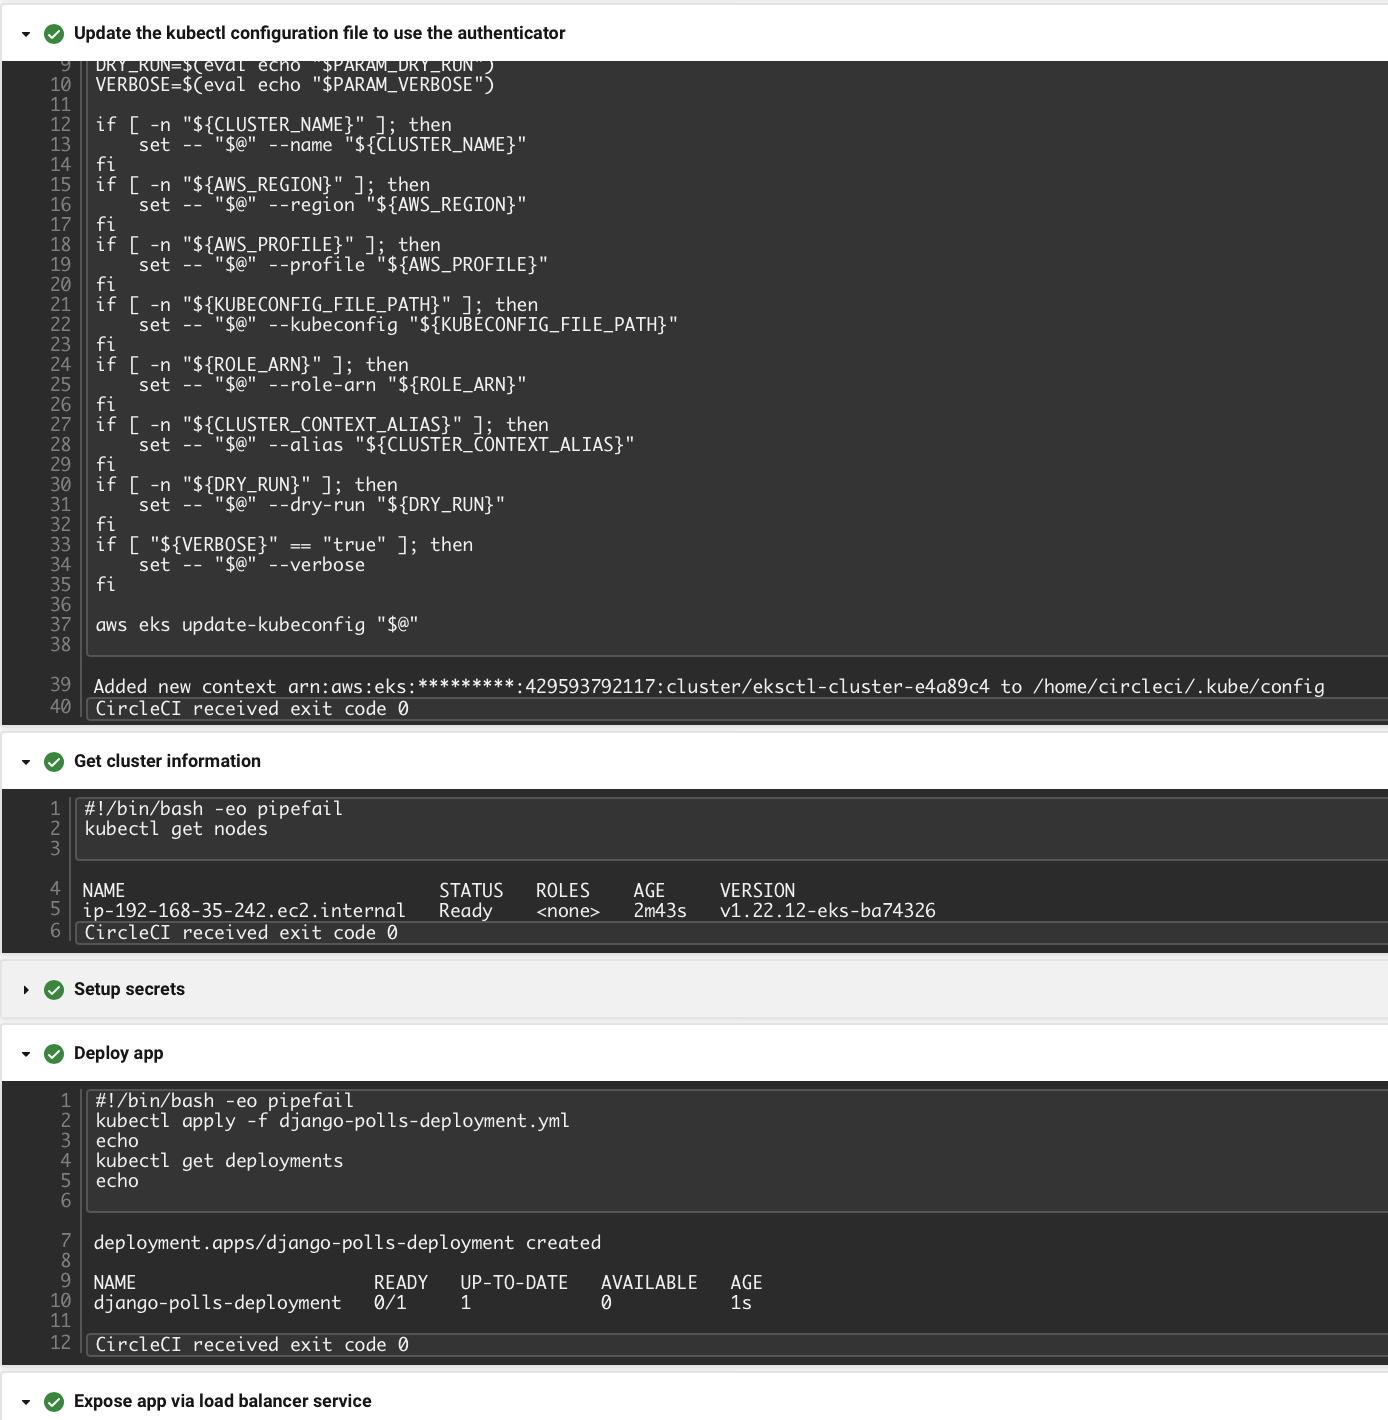 Update the kubectl configuration file to use the authenticator
9 DRY_RUN=$(eval echo "$PARAM_DRY_RUN")
10 VERBOSE=$(eval echo "$PARAM_VERBOSE")
11
12 if [ -n "${CLUSTER_NAME}" ]; then
13     set -- "$@" --name "${CLUSTER_NAME}"
14 fi
15 if [ -n "${AWS_REGION}" ]; then
16     set -- "$@" --region "${AWS_REGION}"
17 fi
18 if [ -n "${AWS_PROFILE}" ]; then
19     set -- "$@" --profile "${AWS_PROFILE}"
20 fi
21 if [ -n "${KUBECONFIG_FILE_PATH}" ]; then
22     set -- "$@" --kubeconfig "${KUBECONFIG_FILE_PATH}"
23 fi
24 if [ -n "${ROLE_ARN}" ]; then
25     set -- "$@" --role-arn "${ROLE_ARN}"
26 fi
27 if [ -n "${CLUSTER_CONTEXT_ALIAS}" ]; then
28     set -- "$@" --alias "${CLUSTER_CONTEXT_ALIAS}"
29 fi
30 if [ -n "${DRY_RUN}" ]; then
31     set -- "$@" --dry-run "${DRY_RUN}"
32 fi
33 if [ "${VERBOSE}" == "true" ]; then
34     set -- "$@" --verbose
35 fi
36
37 aws eks update-kubeconfig "$@"
38
39 Added new context arn:aws:eks:*********:429593792117:cluster/eksctl-cluster-e4a89c4 to /home/circleci/.kube/config
40 CircleCI received exit code 0
Get cluster information
1 #!/bin/bash -eo pipefail
2 kubectl get nodes
3
4 NAME STATUS ROLES AGE VERSION
5 ip-192-168-35-242.ec2.internal Ready <none> 2m43s v1.22.12-eks-ba74326
6 CircleCI received exit code 0
Setup secrets
Deploy app
1 #!/bin/bash -eo pipefail
2 kubectl apply -f django-polls-deployment.yml
3 echo
4 kubectl get deployments
5 echo
6
7 deployment.apps/django-polls-deployment created
8
9 NAME READY UP-TO-DATE AVAILABLE AGE
10 django-polls-deployment 0/1 1 0 1s
11
12 CircleCI received exit code 0
Expose app via load balancer service